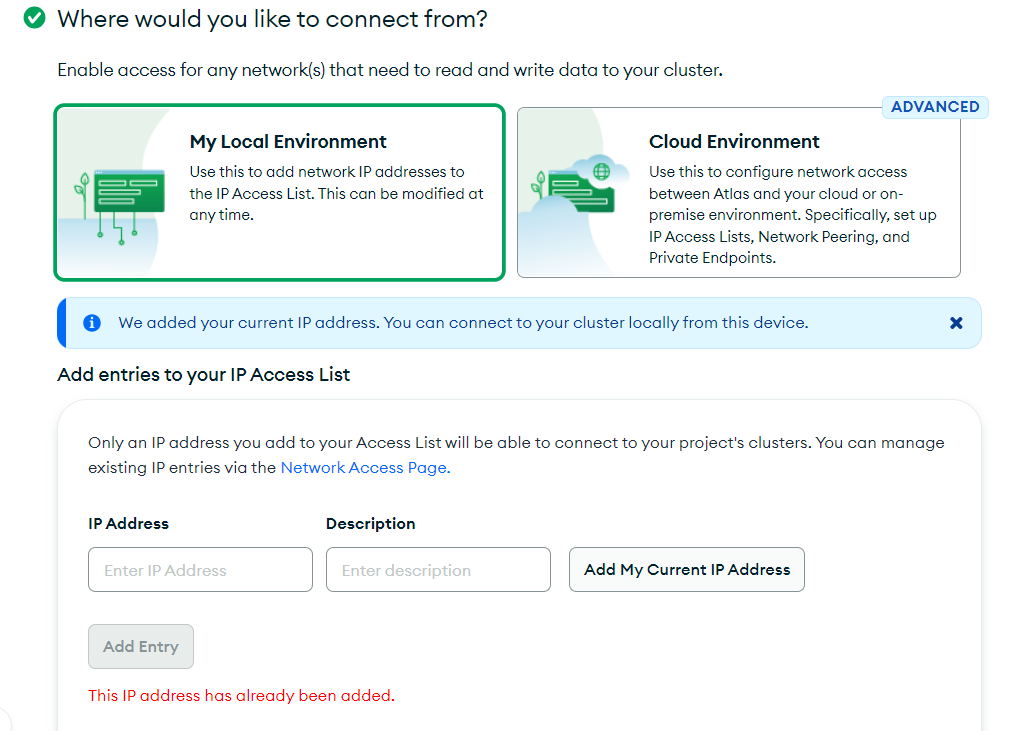 Where would you like to connect from?
Enable access for any network(s) that need to read and write data to your cluster.
ADVANCED
My Local Environment
Use this to add network IP addresses to
the IP Access List. This can be modified at
any time.
Cloud Environment
Use this to configure network access
between Atlas and your cloud or on-
premise environment. Specifically, set up
IP Access Lists, Network Peering, and
Private Endpoints.
We added your current IP address. You can connect to your cluster locally from this device.
Add entries to your IP Access List
Only an IP address you add to your Access List will be able to connect to your project's clusters. You can manage
existing IP entries via the Network Access Page.
IP Address
Description
Enter IP Address
Enter description
Add My Current IP Address
Add Entry
This IP address has already been added.